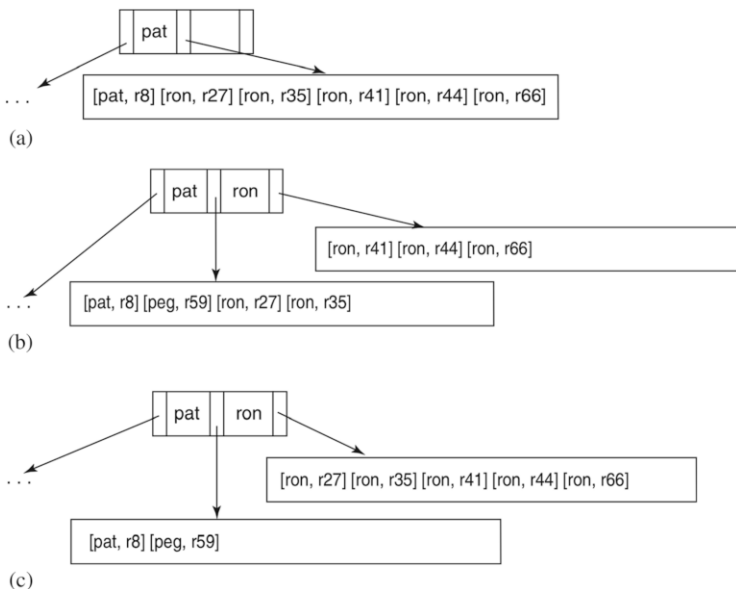 pat
[pat, r8] [ron, r27] [ron, r35] [ron, r41] [ron, r44] [ron, r66]
. . .
(a)
pat ron
[ron, r41] [ron, r44] [ron, r66]
. . .
[pat, r8] [peg, r59] [ron, r27] [ron, r35]
(b)
pat ron
. . .
[ron, r27] [ron, r35] [ron, r41] [ron, r44] [ron, r66]
[pat, r8] [peg, r59]
(c)